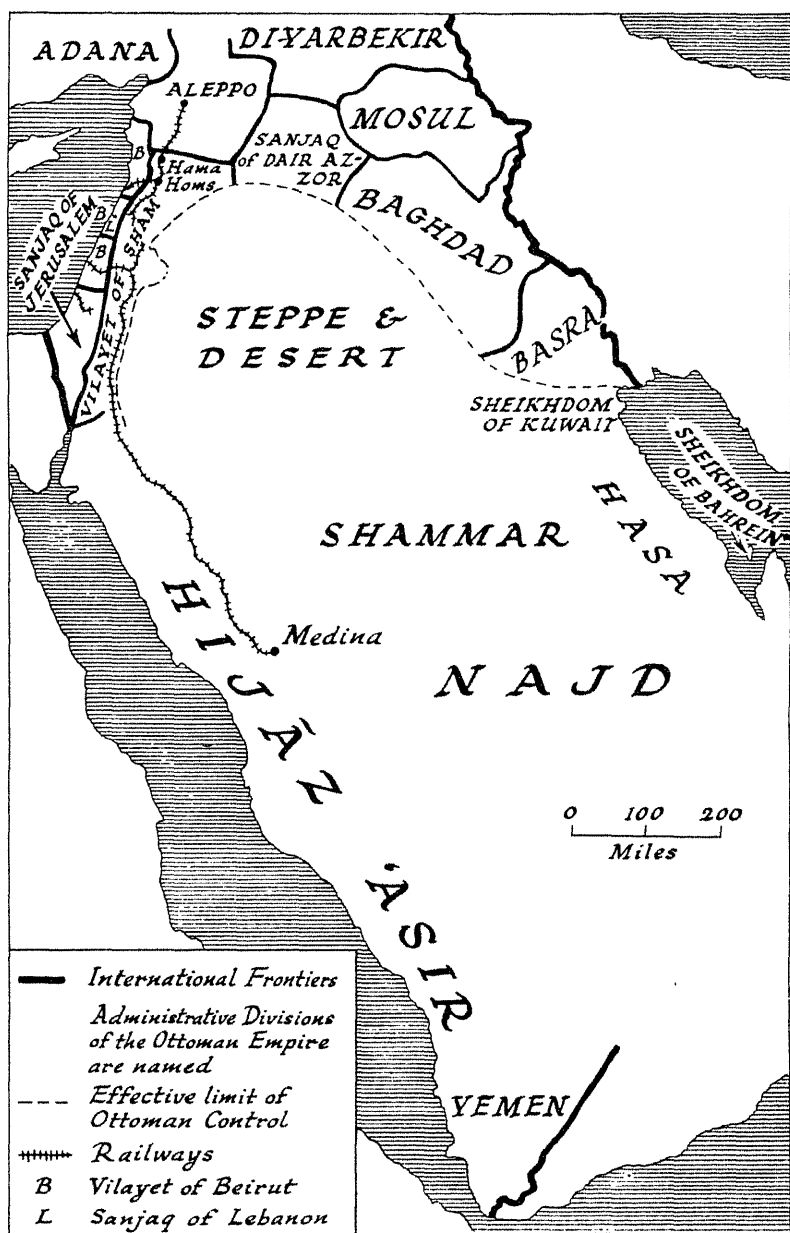 ADANA
DIYARBEKIR
ALEPPO
MOSUL
SANJAQ
of DAIR AZ-
ZOR
B
Hama
Homs
BAGHDAD
B
B
SANJAQ OF
JERUSALEM
VILAYET OF SHAM
STEPPE &
DESERT
BASRA
SHEIKHDOM
OF KUWAIT
SHEIKHDOM
OF BAHREIN
HASA
SHAMMAR
HIJĀZ
Medina
NAJD
0 100 200
Miles
'ASIR
YEMEN
International Frontiers
Administrative Divisions
of the Ottoman Empire
are named
Effective limit of
Ottoman Control
Railways
B Vilayet of Beirut
L Sanjaq of Lebanon